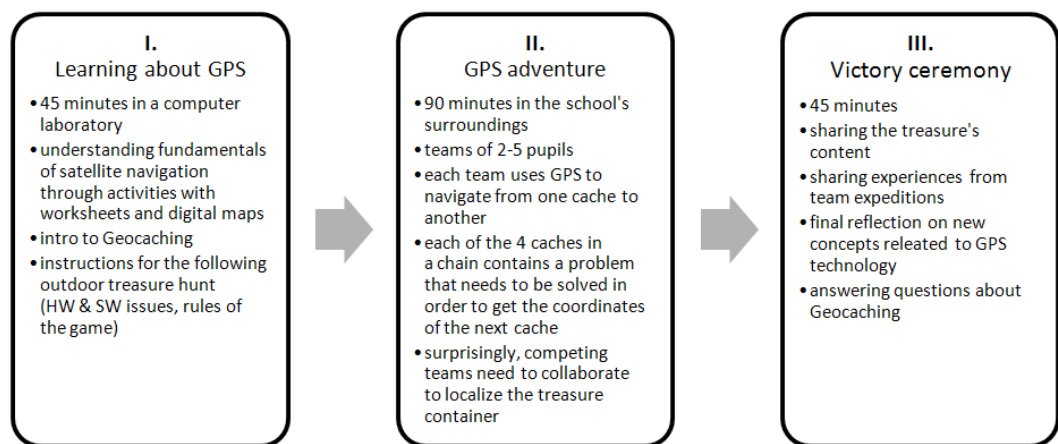 I.
Learning about GPS
• 45 minutes in a computer
laboratory
• understanding fundamentals
of satellite navigation
through activities with
worksheets and digital maps
• intro to Geocaching
• instructions for the following
outdoor treasure hunt
(HW & SW issues, rules of
the game)
II.
GPS adventure
• 90 minutes in the school's
surroundings
• teams of 2-5 pupils
• each team uses GPS to
navigate from one cache to
another
• each of the 4 caches in
a chain contains a problem
that needs to be solved in
order to get the coordinates
of the next cache
• surprisingly, competing
teams need to collaborate
to localize the treasure
container
III.
Victory ceremony
• 45 minutes
• sharing the treasure's
content
• sharing experiences from
team expeditions
• final reflection on new
concepts releated to GPS
technology
• answering questions about
Geocaching